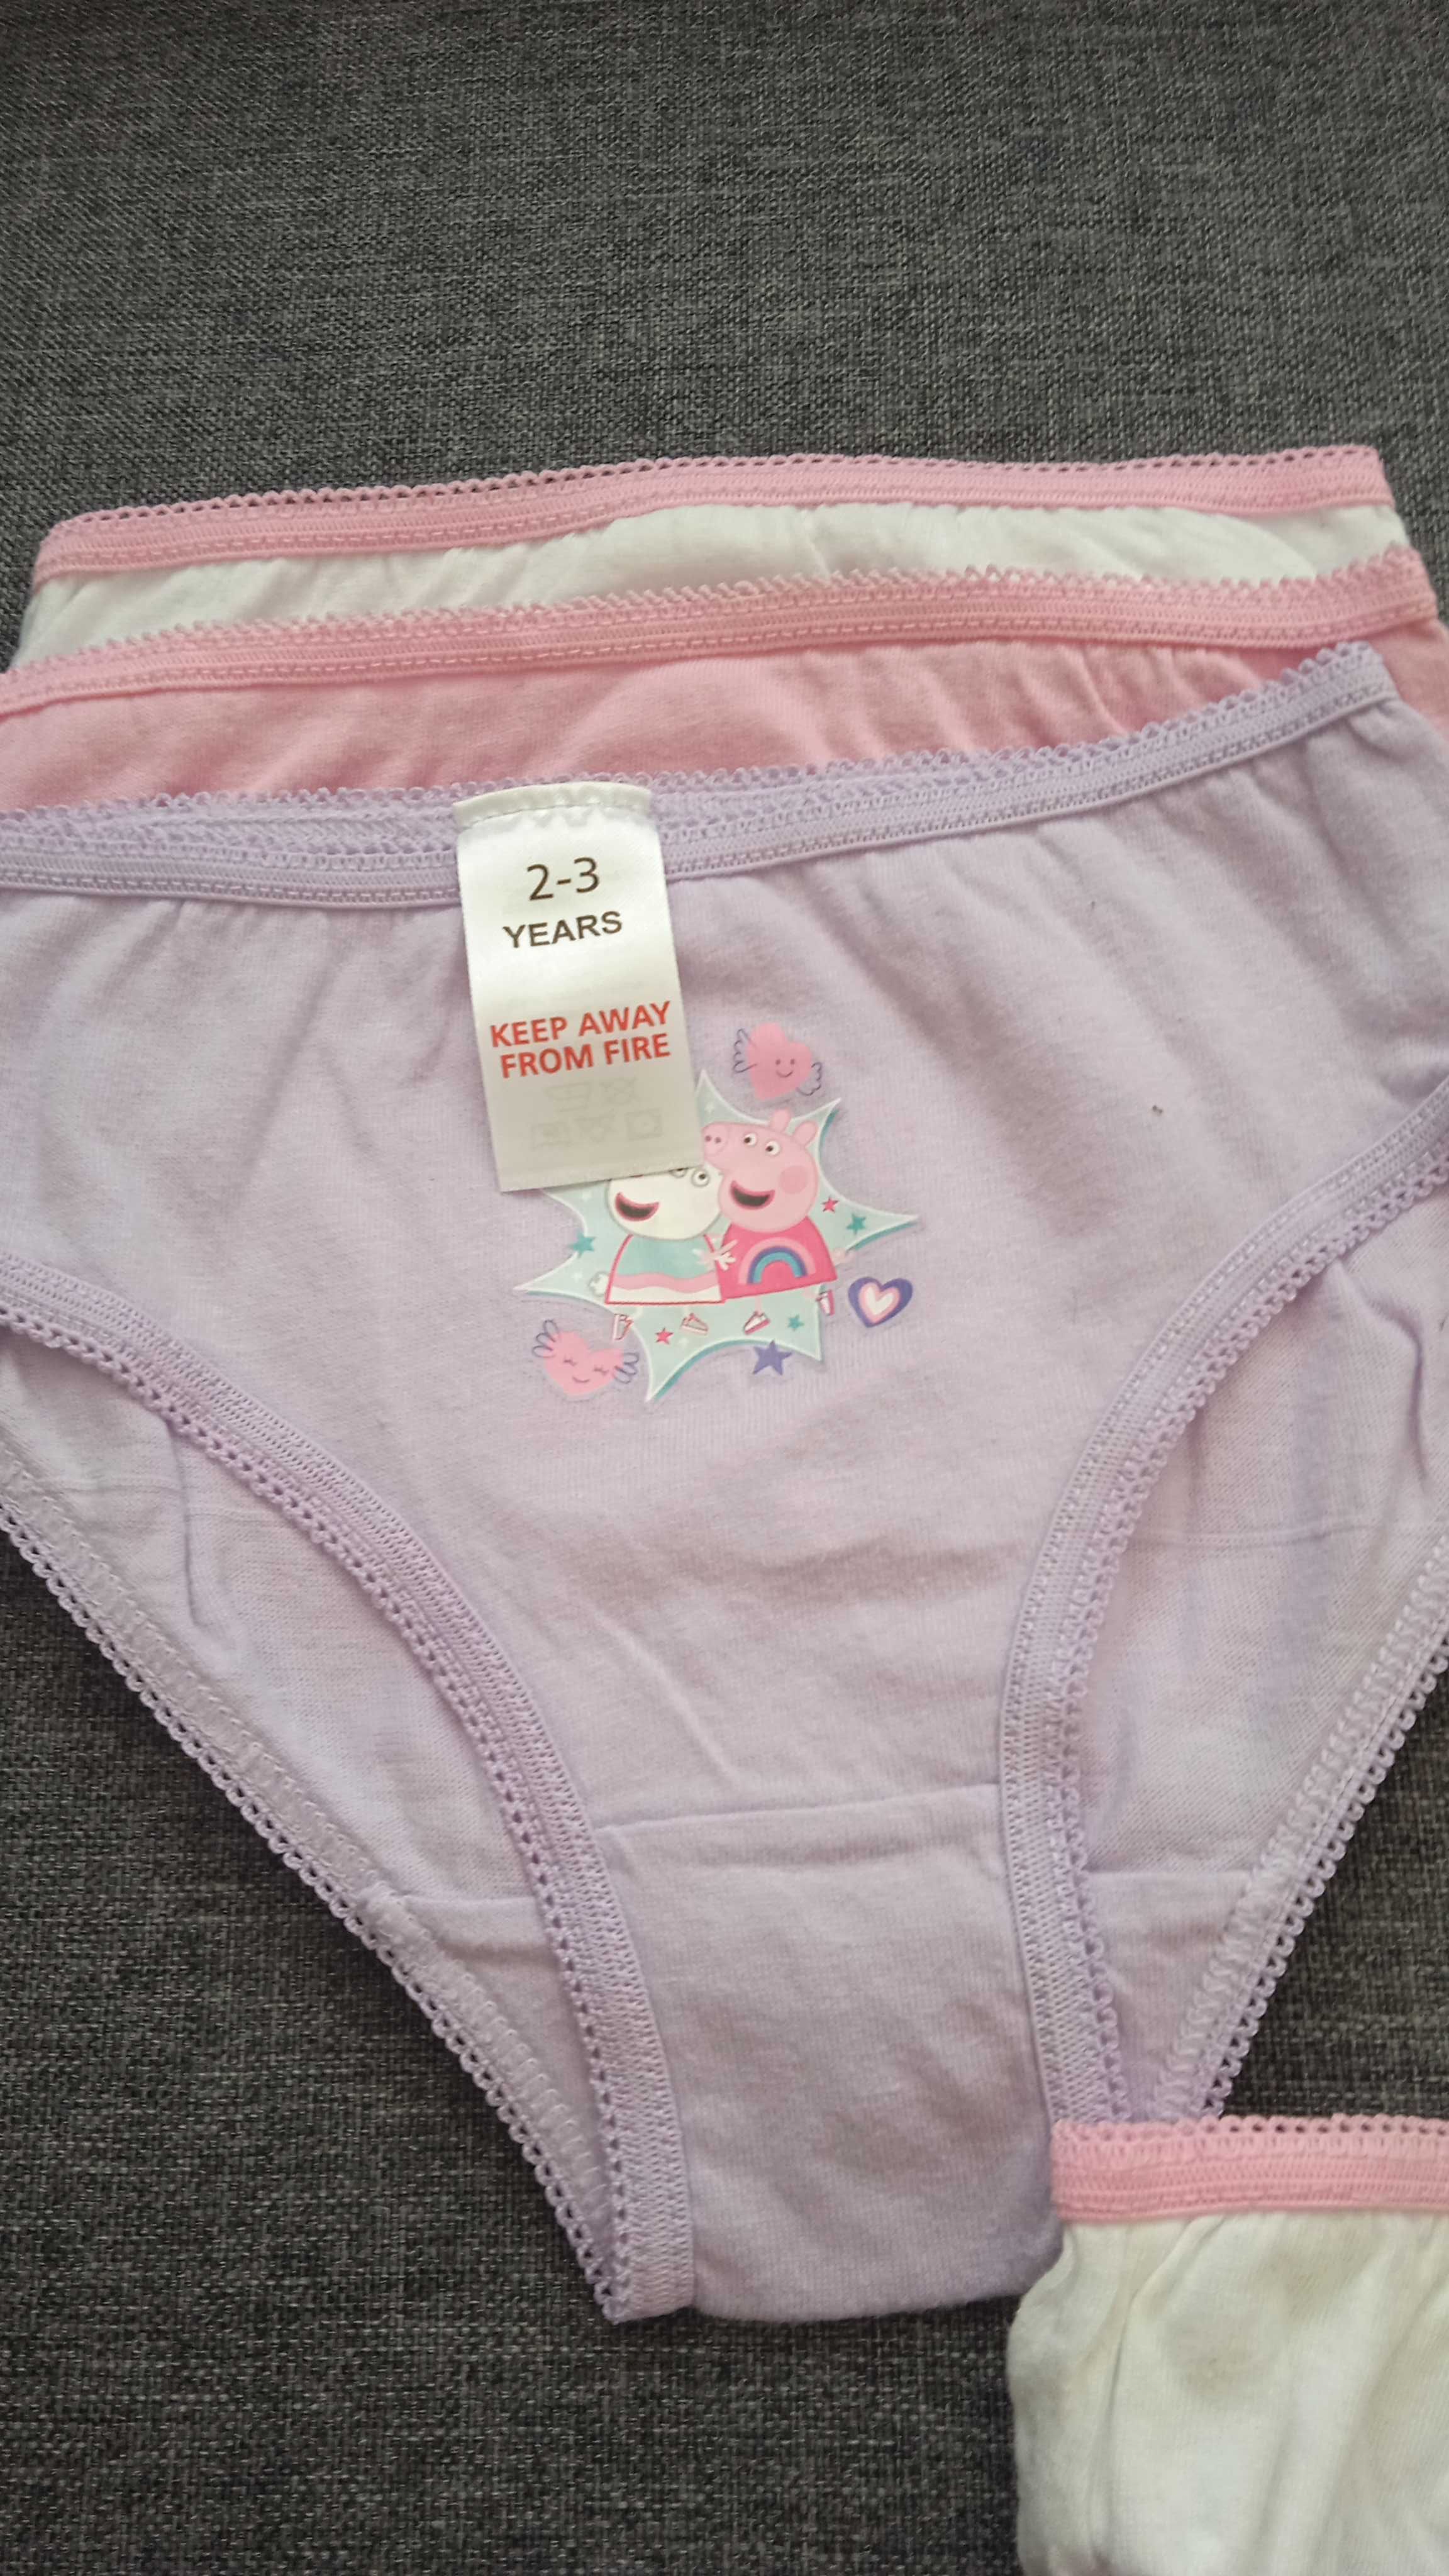 2-3
YEARS
KEEP AWAY
FROM FIRE